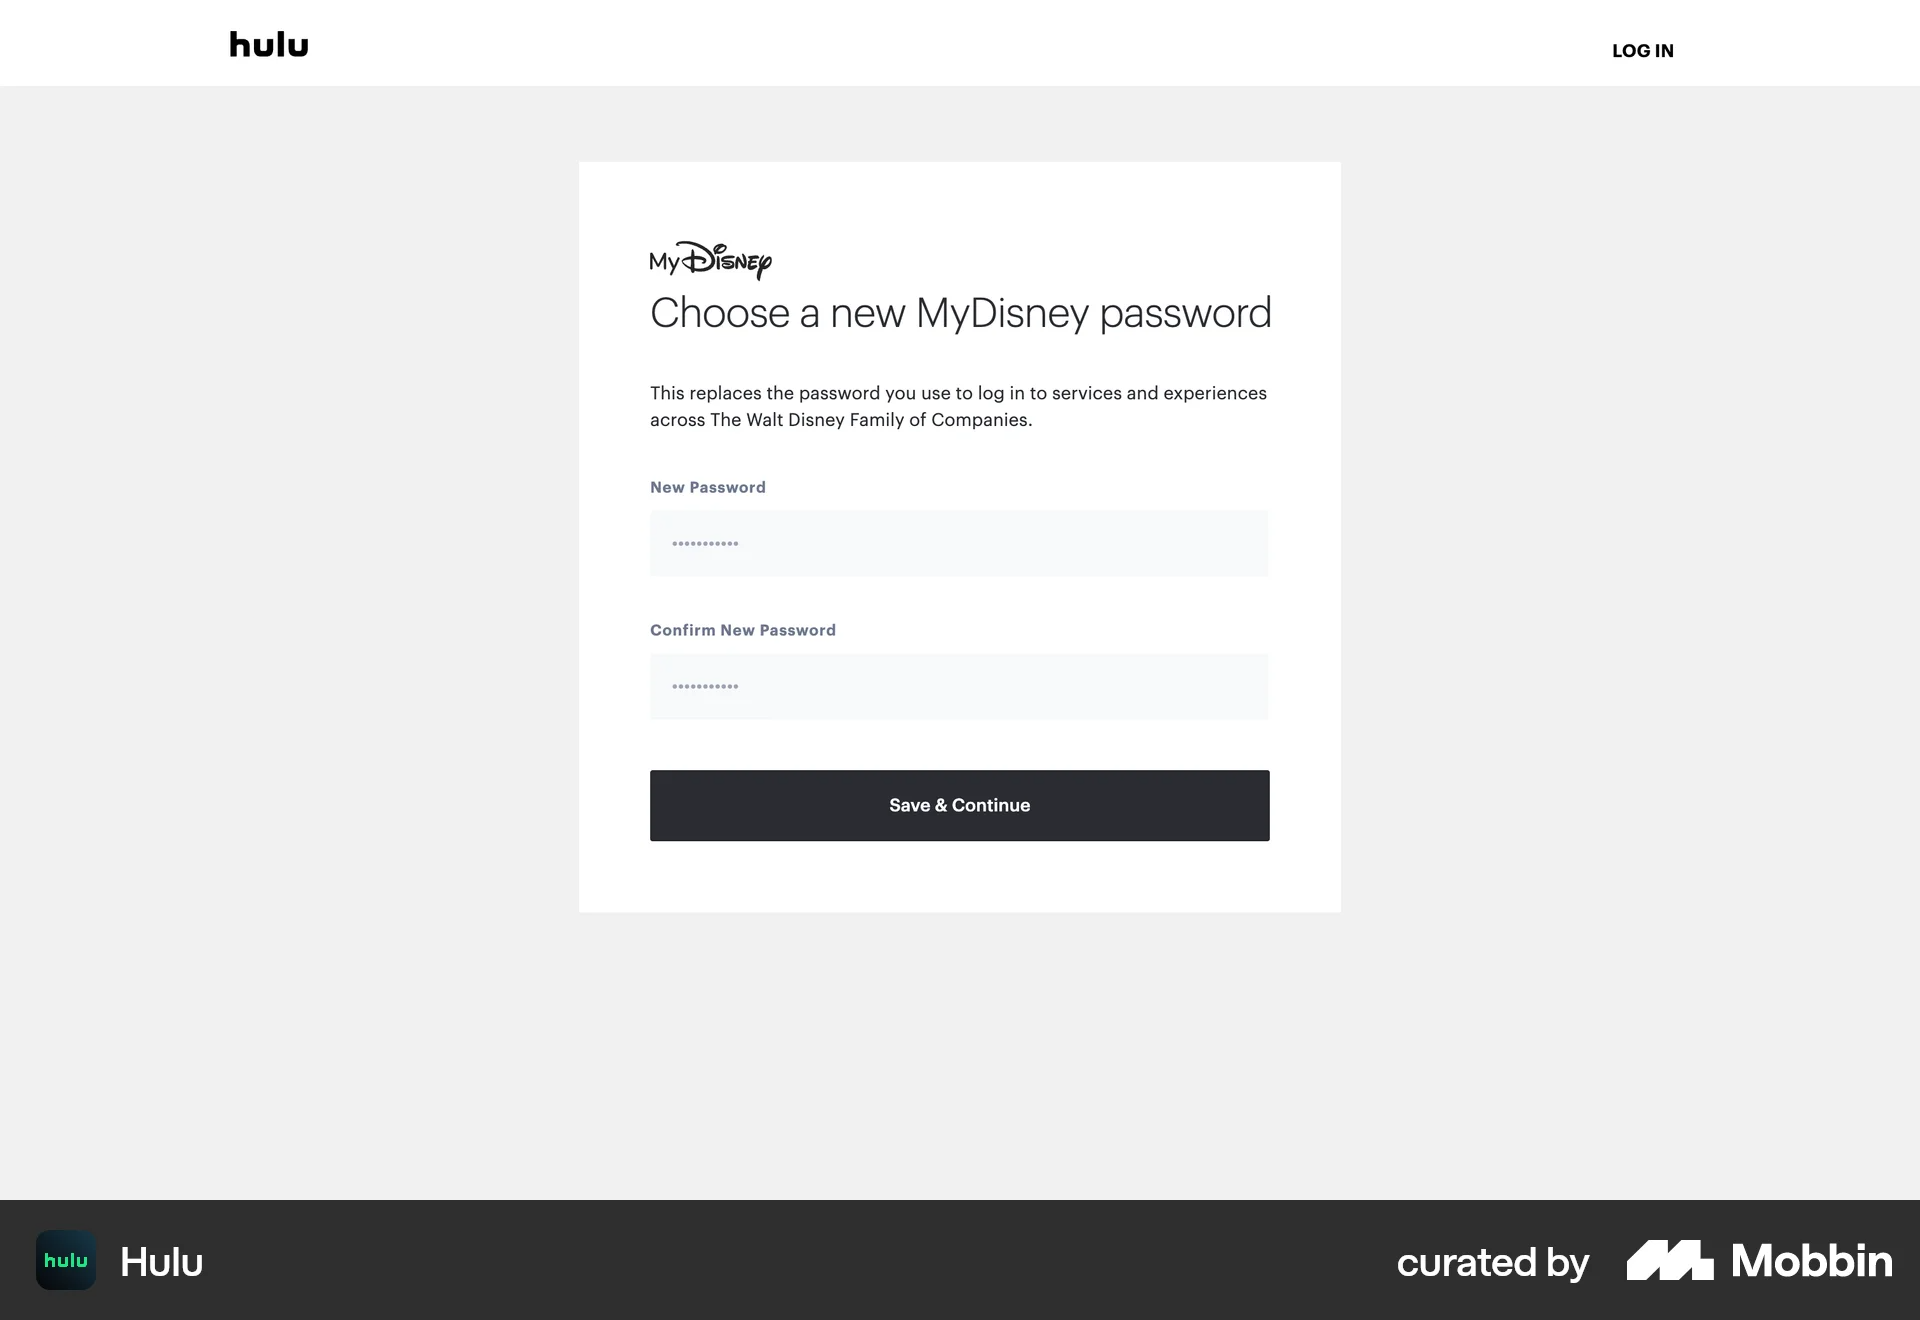 hulu
LOG IN
MyDisney
Choose a new MyDisney password
This replaces the password you use to log in to services and experiences
across The Walt Disney Family of Companies.
New Password
•••••••••••
Confirm New Password
•••••••••••
Save & Continue
hulu
Hulu
curated by
Mobbin